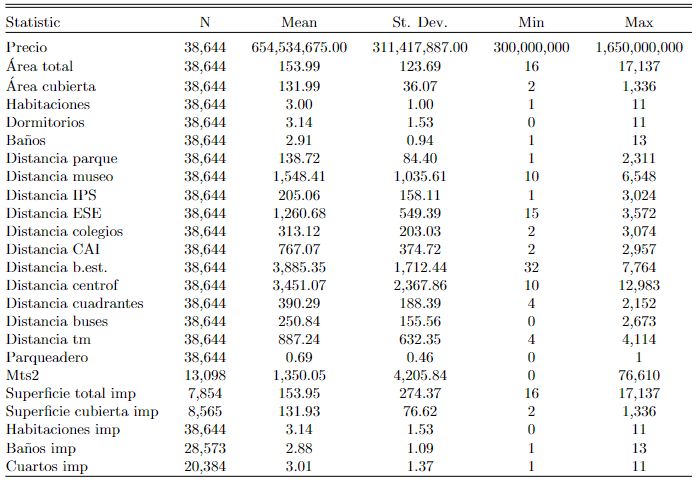 Statistic N Mean St. Dev. Min Max
Precio 38,644 654,534,675.00 311,417,887.00 300,000,000 1,650,000,000
Área total 38,644 153.99 123.69 16 17,137
Área cubierta 38,644 131.99 36.07 2 1,336
Habitaciones 38,644 3.00 1.00 1 11
Dormitorios 38,644 3.14 1.53 0 11
Baños 38,644 2.91 0.94 1 13
Distancia parque 38,644 138.72 84.40 1 2,311
Distancia museo 38,644 1,548.41 1,035.61 10 6,548
Distancia IPS 38,644 205.06 158.11 1 3,024
Distancia ESE 38,644 1,260.68 549.39 15 3,572
Distancia colegios 38,644 313.12 203.03 2 3,074
Distancia CAI 38,644 767.07 374.72 2 2,957
Distancia b.est. 38,644 3,885.35 1,712.44 32 7,764
Distancia centrof 38,644 3,451.07 2,367.86 10 12,983
Distancia cuadrantes 38,644 390.29 188.39 4 2,152
Distancia buses 38,644 250.84 155.56 0 2,673
Distancia tm 38,644 887.24 632.35 4 4,114
Parqueadero 38,644 0.69 0.46 0 1
Mts2 13,098 1,350.05 4,205.84 0 76,610
Superficie total imp 7,854 153.95 274.37 16 17,137
Superficie cubierta imp 8,565 131.93 76.62 2 1,336
Habitaciones imp 38,644 3.14 1.53 0 11
Baños imp 28,573 2.88 1.09 1 13
Cuartos imp 20,384 3.01 1.37 1 11